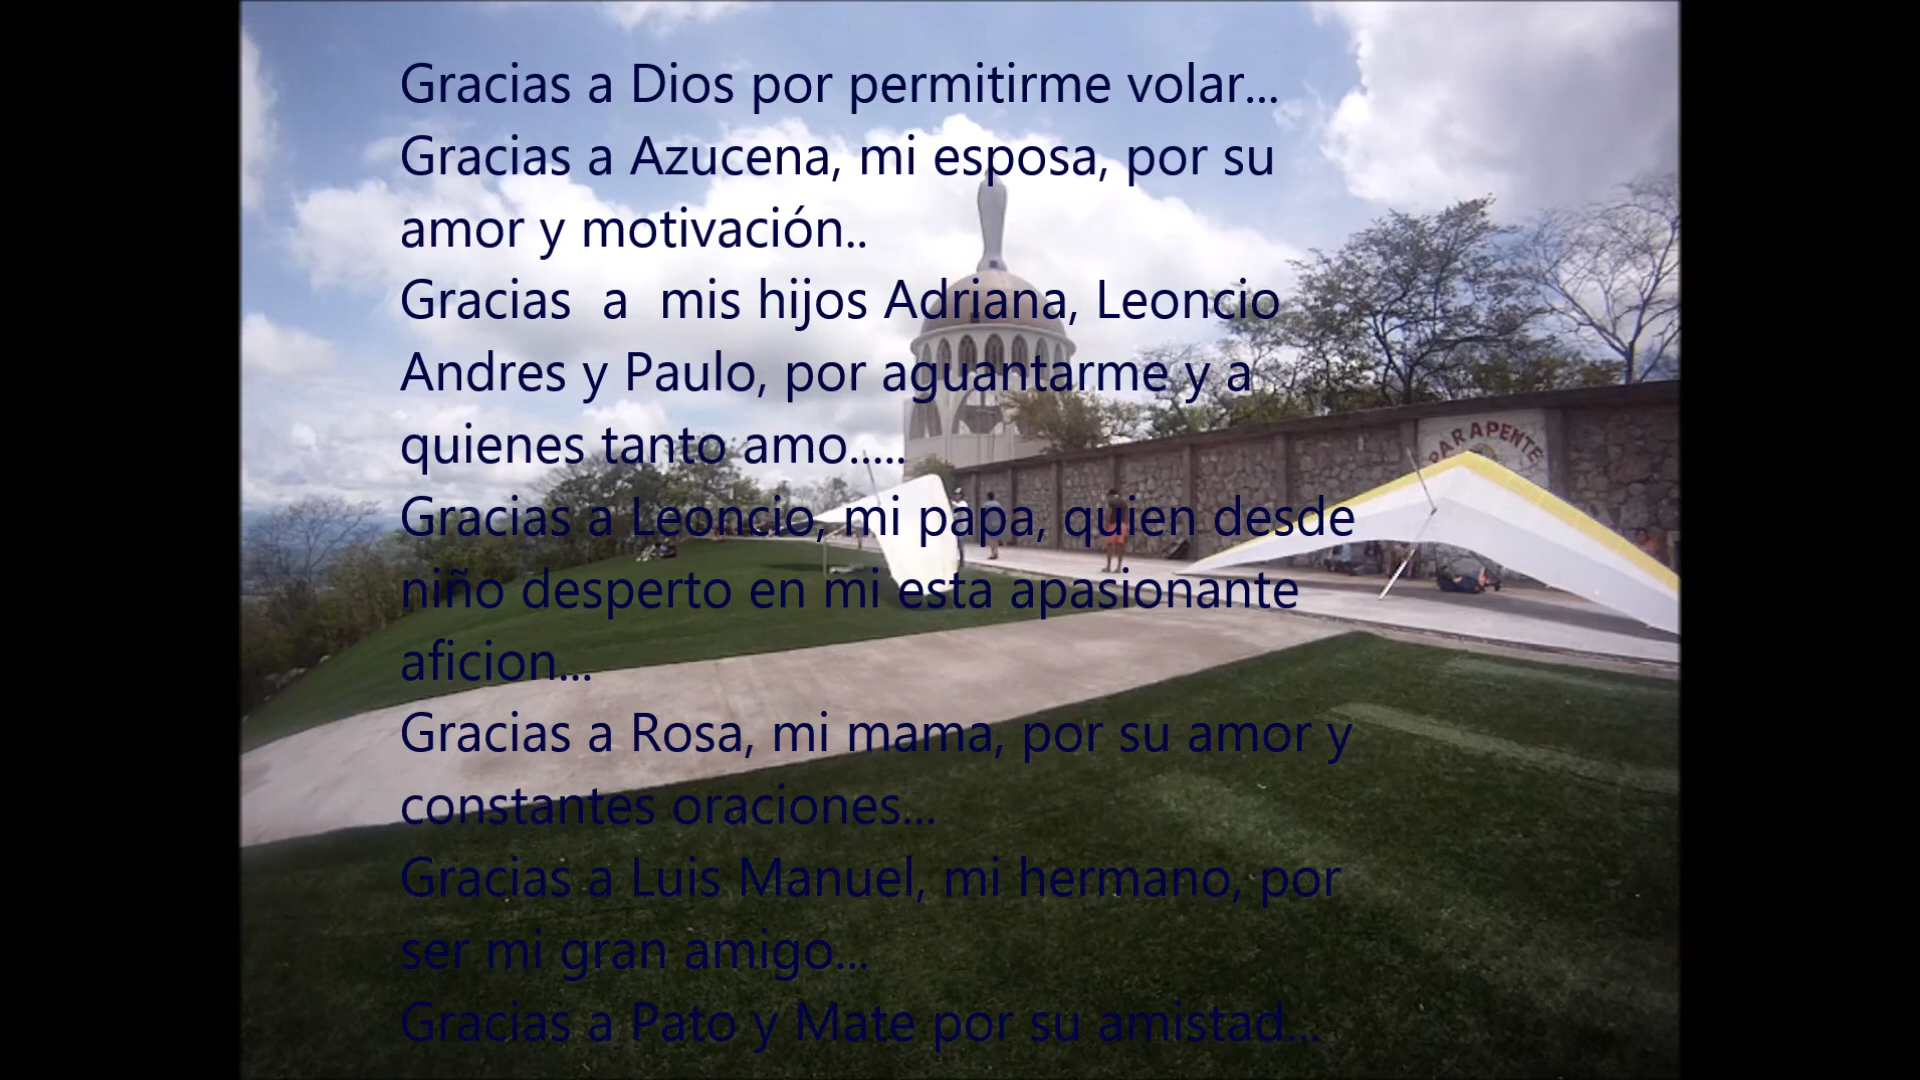 Gracias a Dios por permitirme volar...
Gracias a Azucena, mi esposa, por su
amor y motivación..
Gracias  a  mis hijos Adriana, Leoncio
Andres y Paulo, por aguantarme y a
quienes tanto amo.....
PARAPENTE
Gracias a Leoncio, mi papa, quien desde
niño desperto en mi esta apasionante
aficion...
Gracias a Rosa, mi mama, por su amor y
constantes oraciones...
Gracias a Luis Manuel, mi hermano, por
ser mi gran amigo...
Gracias a Pato y Mate por su amistad...